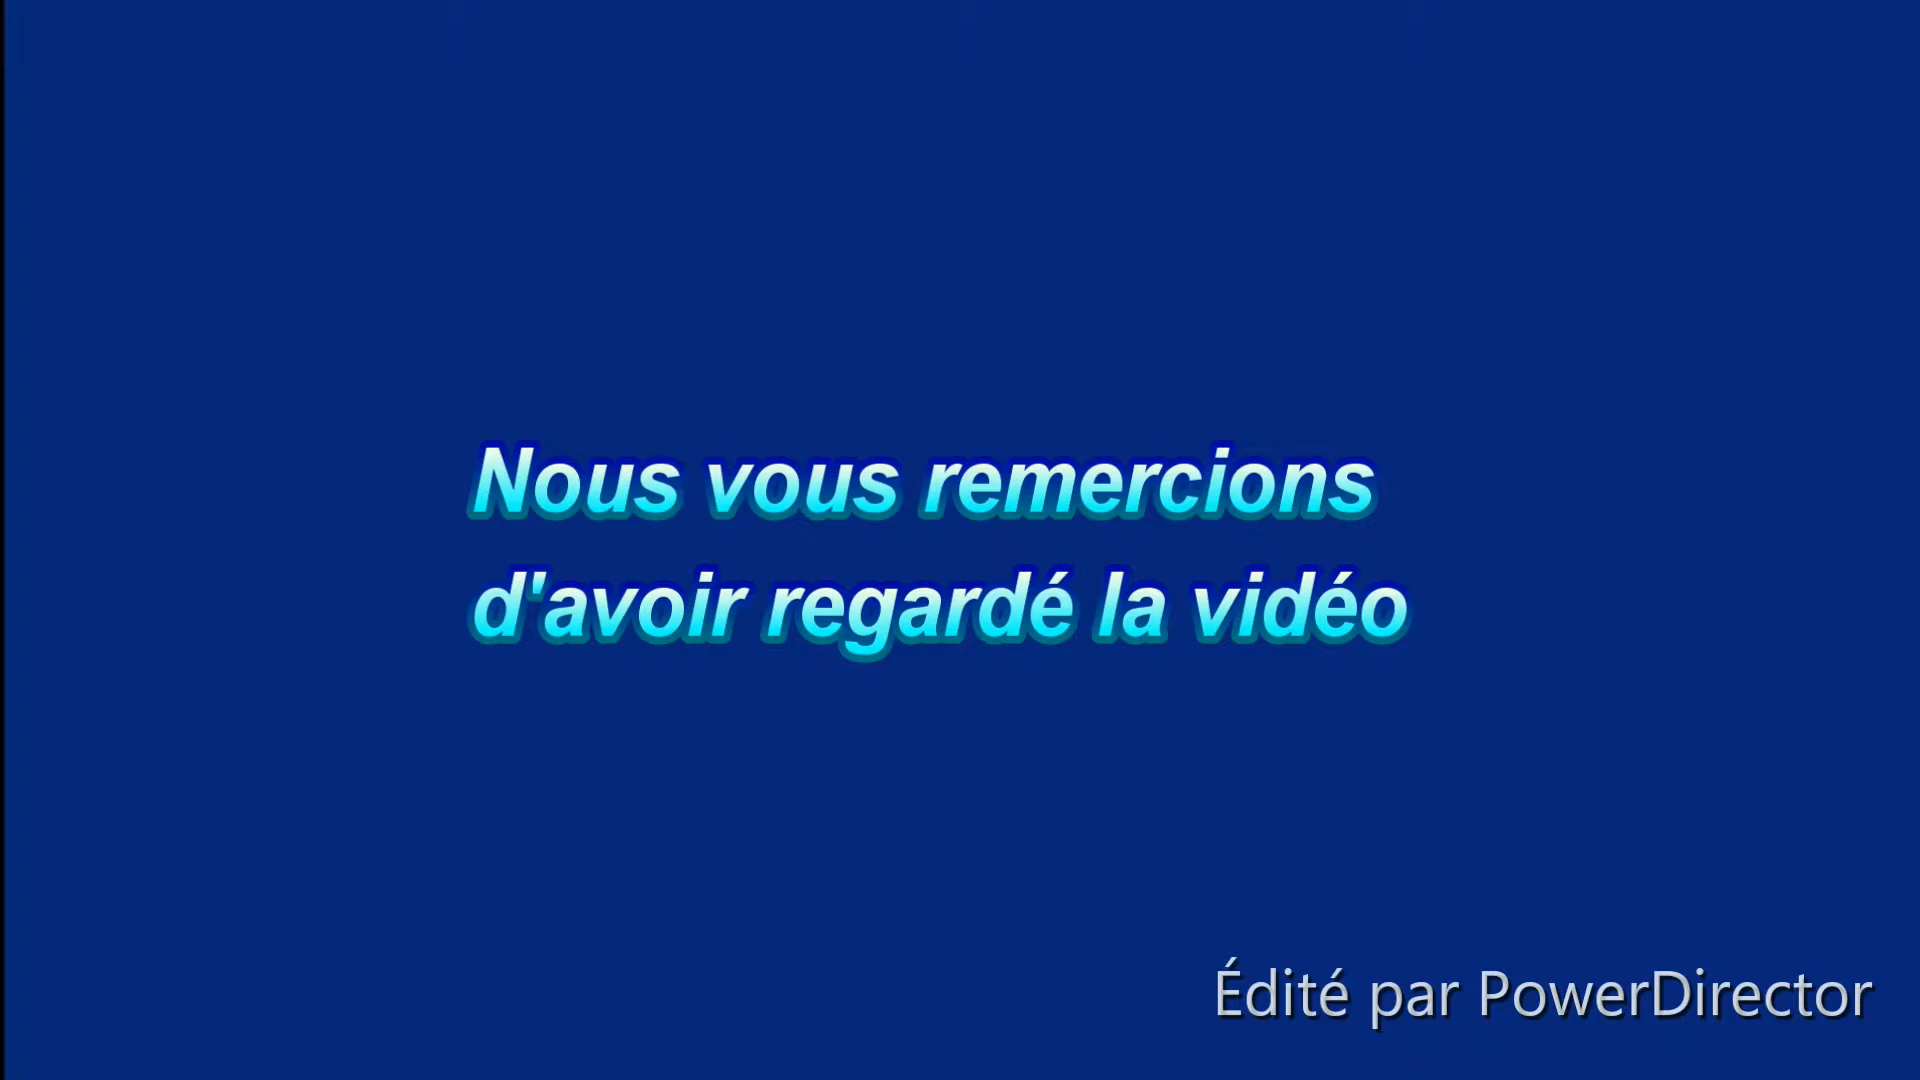 Nous vous remercions
d'avoir regardé la vidéo
Édité par PowerDirector